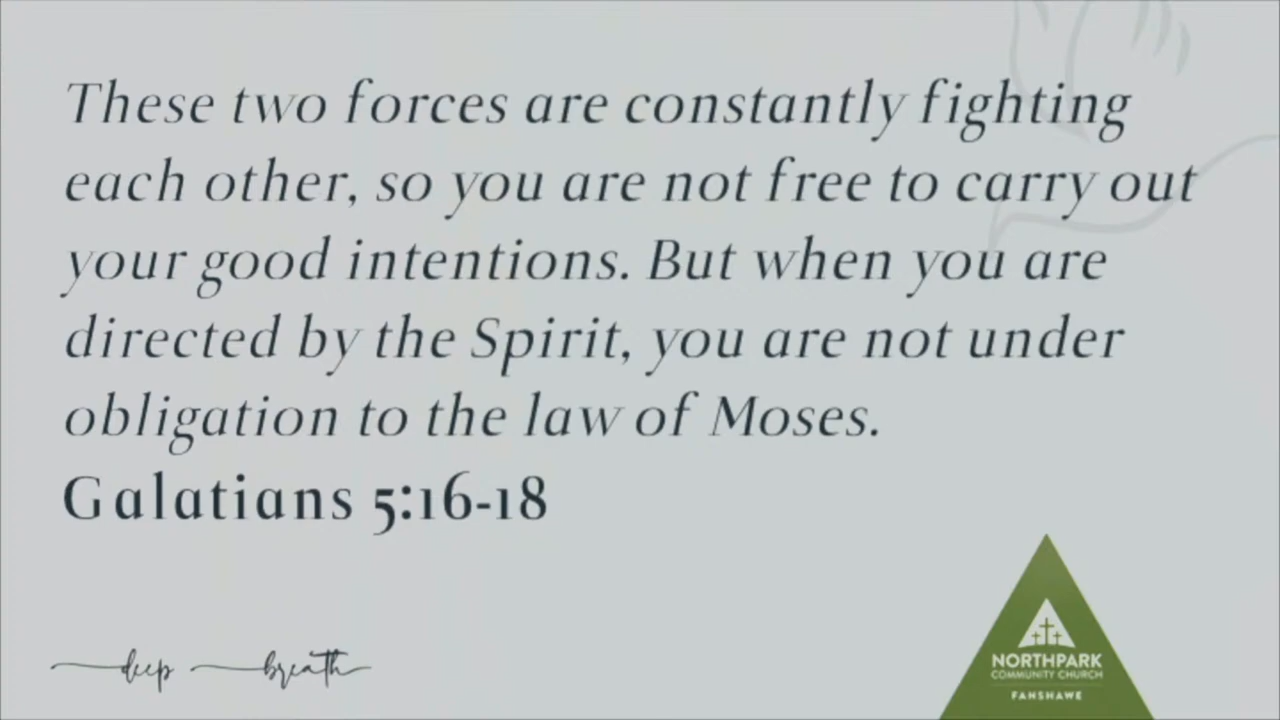 These two forces are constantly fighting
each other, so you are not free to carry out
your good intentions. But when you are
directed by the Spirit, you are not under
obligation to the law of Moses.
Galatians 5:16-18
deep breath
NORTHPARK
COMMUNITY CHURCH
FANSHAWE